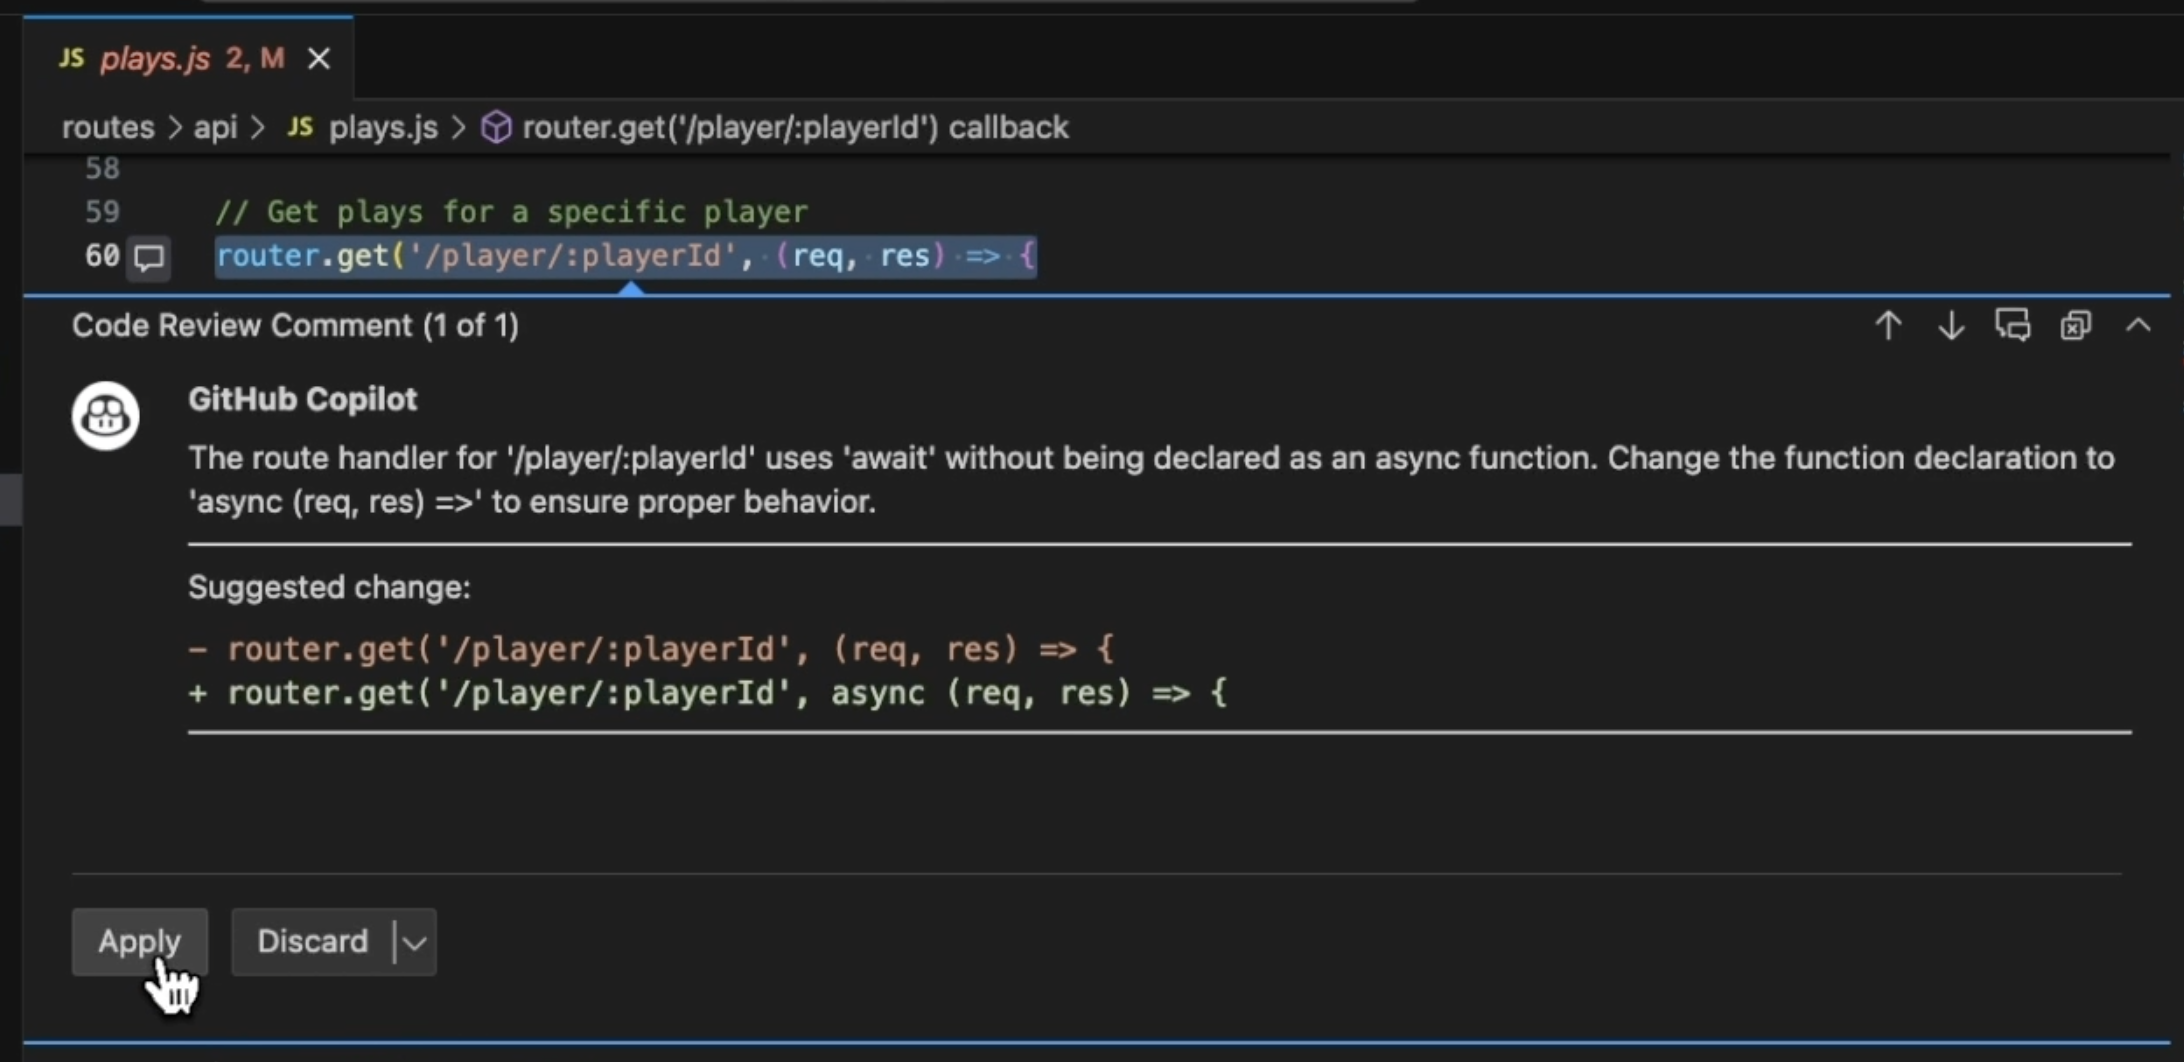 JS plays.js 2, M
routes > api > JS plays.js > router.get('/player/:playerId') callback
58
59 // Get plays for a specific player
60 router.get('/player/:playerId', (req, res) => {
Code Review Comment (1 of 1)
GitHub Copilot
The route handler for '/player/:playerId' uses 'await' without being declared as an async function. Change the function declaration to
'async (req, res) =>' to ensure proper behavior.
Suggested change:
- router.get('/player/:playerId', (req, res) => {
+ router.get('/player/:playerId', async (req, res) => {
Apply Discard